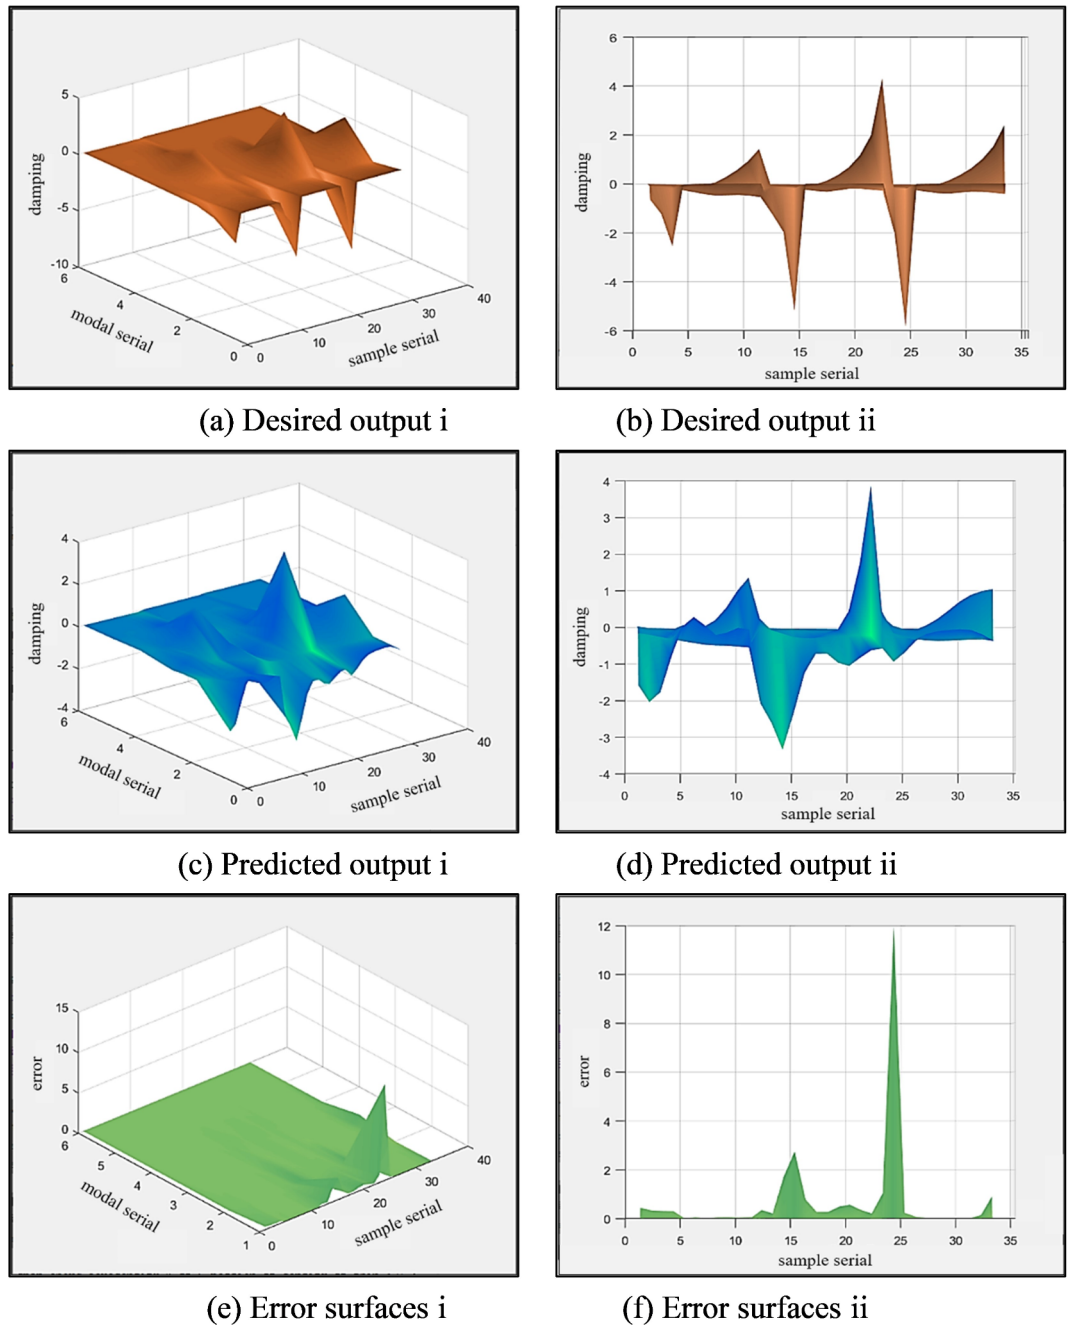 5
0
-5
-10
damping
6
4
2
0
modal serial
0
10
20
30
40
sample serial
6
4
2
0
-2
-4
-6
damping
0 5 10 15 20 25 30 35
sample serial
(a) Desired output i
(b) Desired output ii
4
2
0
-2
-4
damping
6
4
2
0
modal serial
0
10
20
30
40
sample serial
4
3
2
1
0
-1
-2
-3
-4
damping
0 5 10 15 20 25 30 35
sample serial
(c) Predicted output i
(d) Predicted output ii
15
10
5
0
error
6
5
4
3
2
1
modal serial
0
10
20
30
40
sample serial
12
10
8
6
4
2
0
error
0 5 10 15 20 25 30 35
sample serial
(e) Error surfaces i
(f) Error surfaces ii